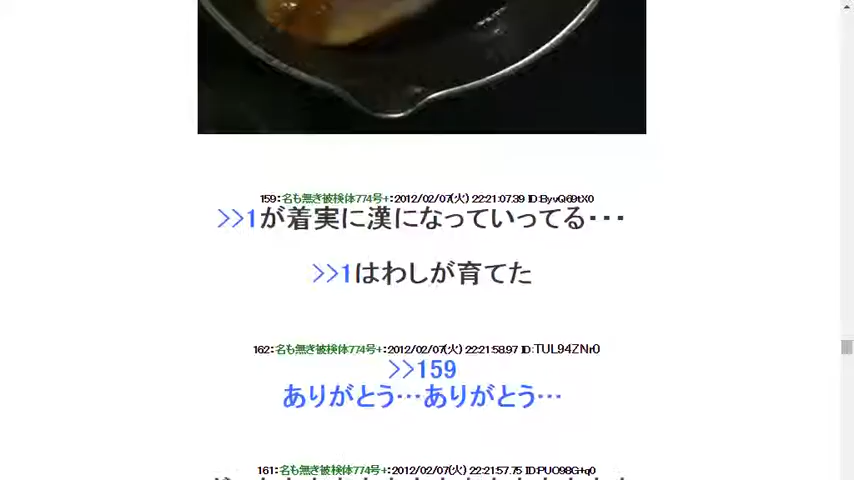 159：名も無き被検体774号+：2012/02/07(火) 22:21:07.39 ID:ByvQ69tX0
>>1が着実に漢になっていってる・・・
>>1はわしが育てた
162：名も無き被検体774号+：2012/02/07(火) 22:21:58.97 ID:TUL94ZNr0
>>159
ありがとう…ありがとう…
161：名も無き被検体774号+：2012/02/07(火) 22:21:57.75 ID:PUO98G+q0